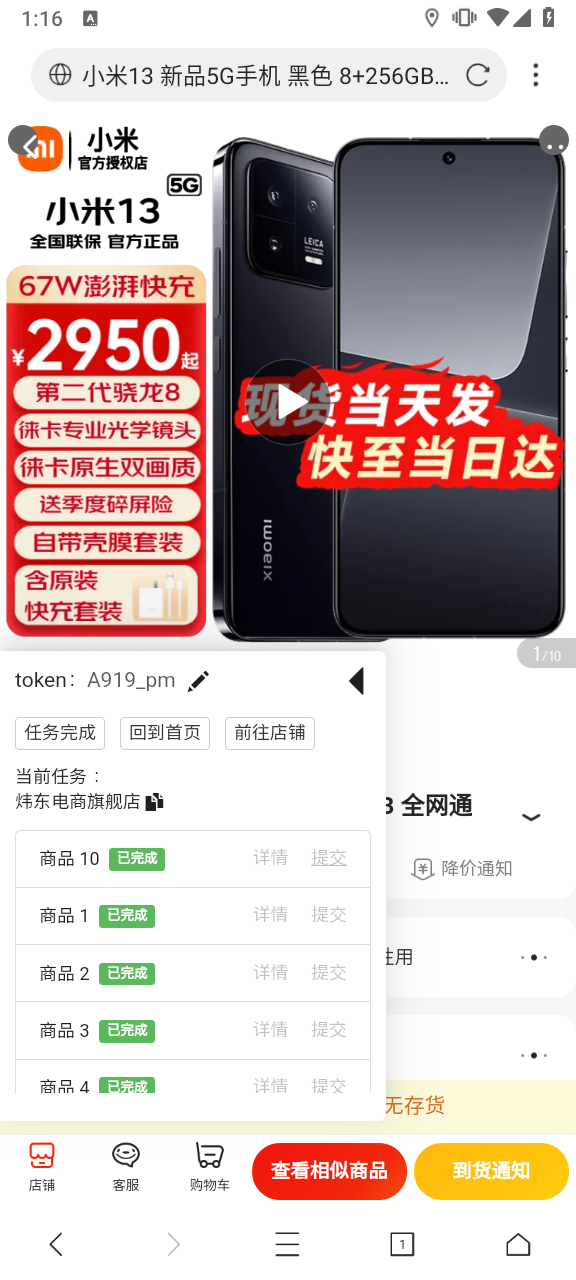 1:16
A
小米13 新品5G手机 黑色 8+256GB...
小米
官方授权店
5G
小米13
全国联保 官方正品
67W澎湃快充
¥2950起
第二代骁龙8
徕卡专业光学镜头
徕卡原生双画质
送季度碎屏险
自带壳膜套装
含原装
快充套装
LEICA
xiaomi
现货当天发
快至当日达
1/10
token: A919_pm
任务完成 回到首页 前往店铺
当前任务：
炜东电商旗舰店
商品 10 已完成 详情 提交
商品 1 已完成 详情 提交
商品 2 已完成 详情 提交
商品 3 已完成 详情 提交
商品 4 已完成 详情 提交
3 全网通
降价通知
性用
无存货
店铺 客服 购物车 查看相似商品 到货通知
1